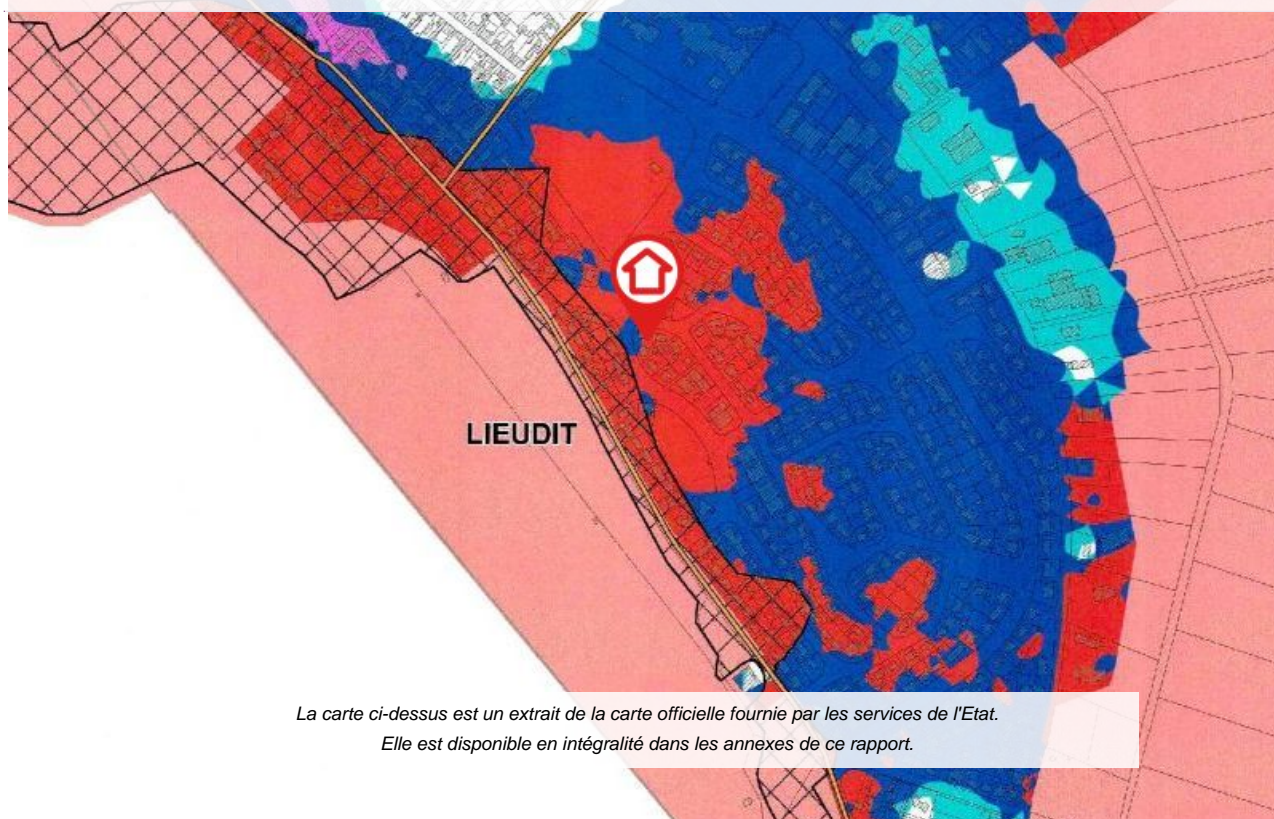 LIEUDIT
La carte ci-dessus est un extrait de la carte officielle fournie par les services de l'Etat.
Elle est disponible en intégralité dans les annexes de ce rapport.